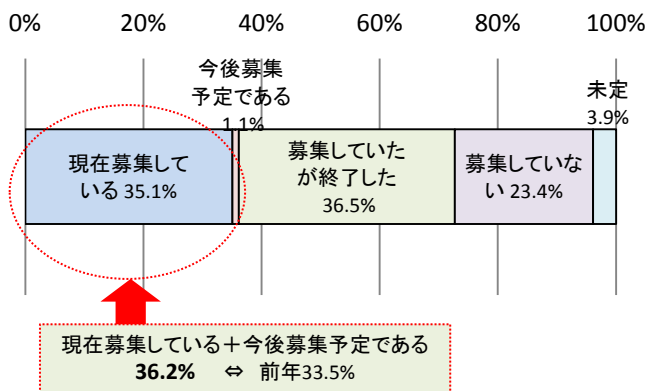 0% 20% 40% 60% 80% 100%
今後募集
予定である
1.1%
未定
3.9%
現在募集して
いる 35.1%
募集していた
が終了した
36.5%
募集していな
い 23.4%
現在募集している＋今後募集予定である
36.2% ⇔ 前年33.5%